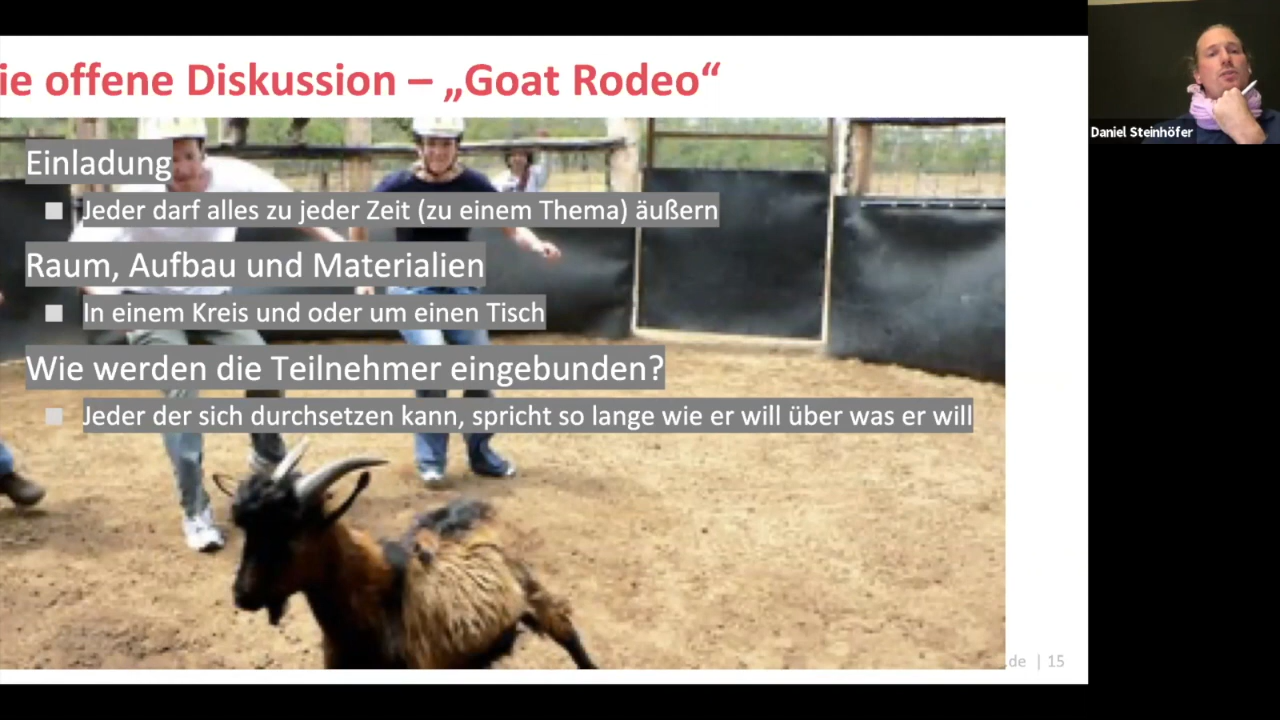 ie offene Diskussion – „Goat Rodeo“
Daniel Steinhöfer
Einladung
Jeder darf alles zu jeder Zeit (zu einem Thema) äußern
Raum, Aufbau und Materialien
In einem Kreis und oder um einen Tisch
Wie werden die Teilnehmer eingebunden?
Jeder der sich durchsetzen kann, spricht so lange wie er will über was er will
.de | 15